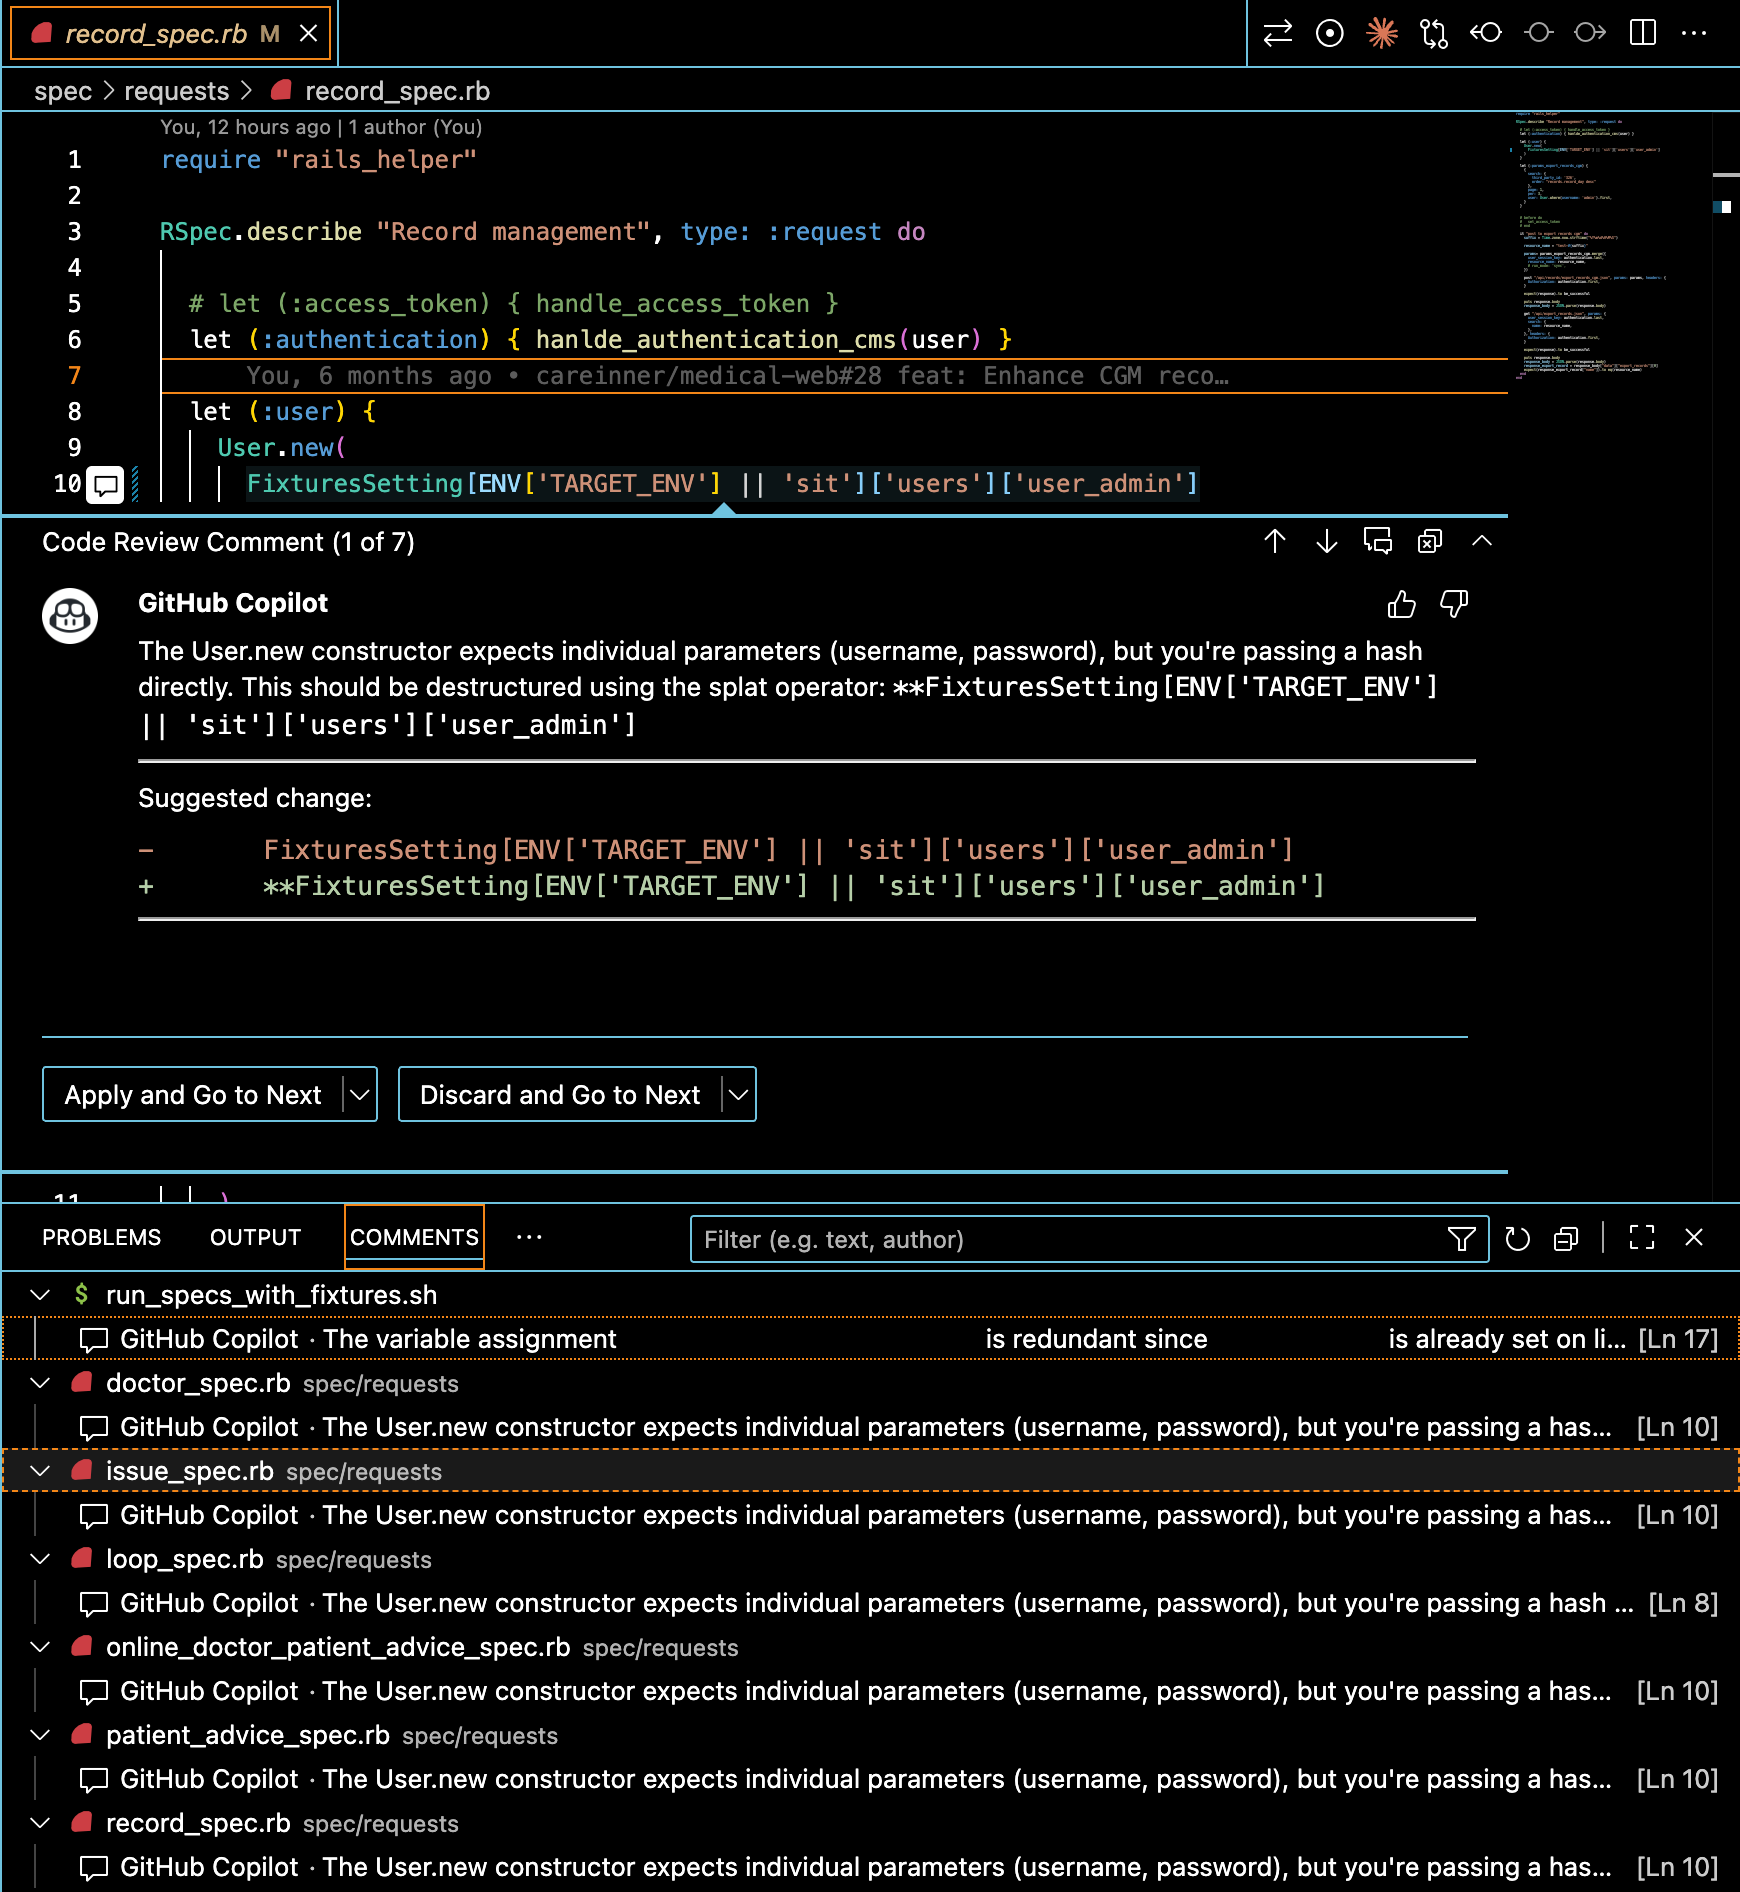 record_spec.rb M
spec > requests > record_spec.rb
You, 12 hours ago | 1 author (You)
1 require "rails_helper"
2
3 RSpec.describe "Record management", type: :request do
4
5 # let (:access_token) { handle_access_token }
6 let (:authentication) { hanlde_authentication_cms(user) }
7 You, 6 months ago • careinner/medical-web#28 feat: Enhance CGM reco…
8 let (:user) {
9 User.new(
10 FixturesSetting[ENV['TARGET_ENV'] || 'sit']['users']['user_admin']
Code Review Comment (1 of 7)
GitHub Copilot
The User.new constructor expects individual parameters (username, password), but you're passing a hash
directly. This should be destructured using the splat operator: **FixturesSetting[ENV['TARGET_ENV']
|| 'sit']['users']['user_admin']
Suggested change:
- FixturesSetting[ENV['TARGET_ENV'] || 'sit']['users']['user_admin']
+ **FixturesSetting[ENV['TARGET_ENV'] || 'sit']['users']['user_admin']
Apply and Go to Next
Discard and Go to Next
11 )
PROBLEMS OUTPUT COMMENTS ··· Filter (e.g. text, author)
$ run_specs_with_fixtures.sh
GitHub Copilot · The variable assignment is redundant since is already set on li... [Ln 17]
doctor_spec.rb spec/requests
GitHub Copilot · The User.new constructor expects individual parameters (username, password), but you're passing a has... [Ln 10]
issue_spec.rb spec/requests
GitHub Copilot · The User.new constructor expects individual parameters (username, password), but you're passing a has... [Ln 10]
loop_spec.rb spec/requests
GitHub Copilot · The User.new constructor expects individual parameters (username, password), but you're passing a hash ... [Ln 8]
online_doctor_patient_advice_spec.rb spec/requests
GitHub Copilot · The User.new constructor expects individual parameters (username, password), but you're passing a has... [Ln 10]
patient_advice_spec.rb spec/requests
GitHub Copilot · The User.new constructor expects individual parameters (username, password), but you're passing a has... [Ln 10]
record_spec.rb spec/requests
GitHub Copilot · The User.new constructor expects individual parameters (username, password), but you're passing a has... [Ln 10]